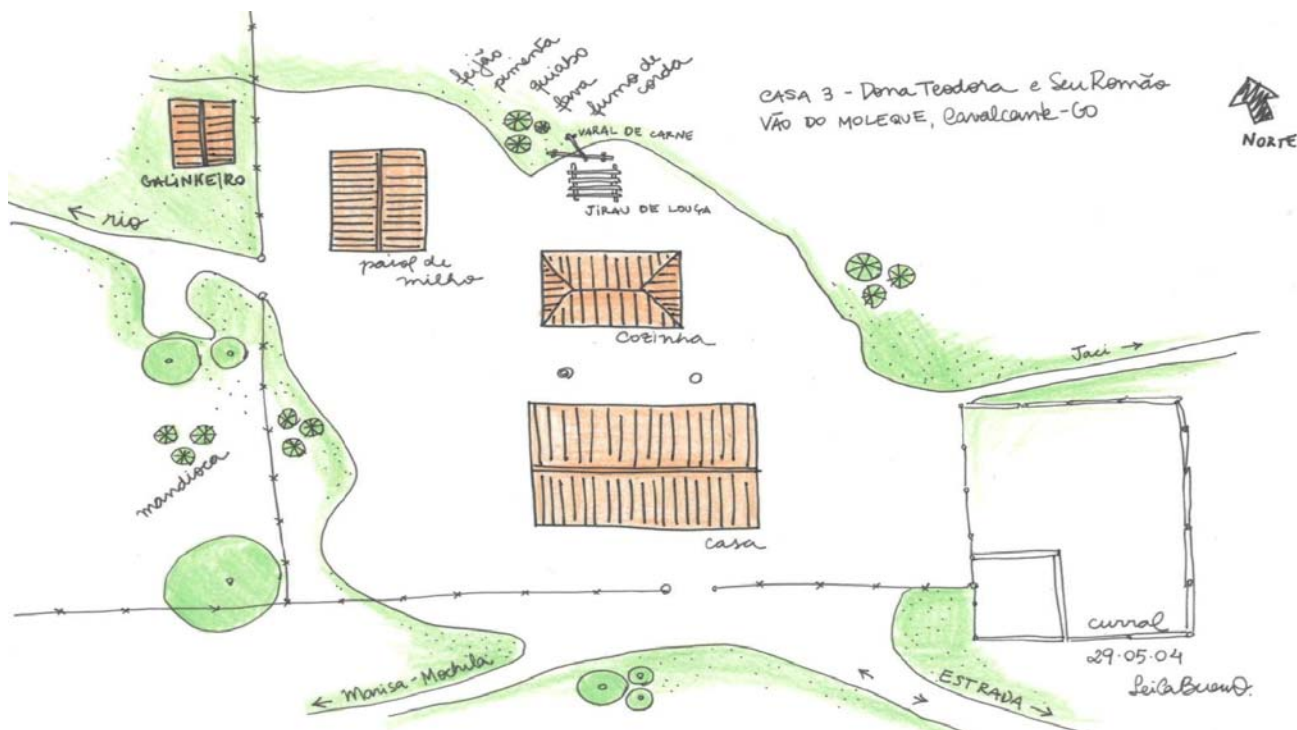 CASA 3 - Dona Teodora e Seu Romão
VÃO DO MOLEQUE, Cavalcante-GO
NORTE
feijão
pimenta
quiabo
fava
fumo de
corda
VARAL DE CARNE
JIRAU DE LOUÇA
GALINHEIRO
← rio
paiol de
milho
cozinha
Jaci →
mandioca
casa
curral
29.05.04
LeilaBueno.
← Marisa-Mochila
ESTRADA →